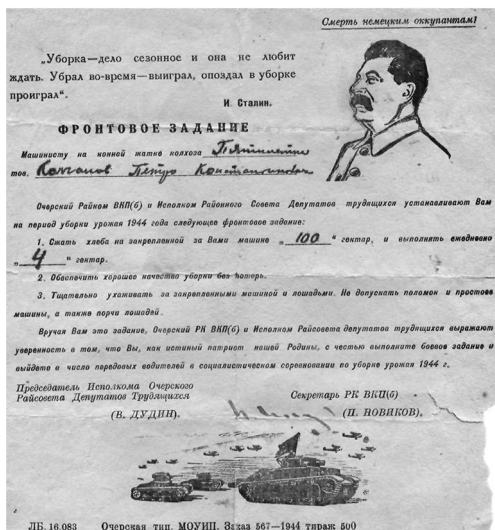 Смерть немецким оккупантам!
„Уборка—дело сезонное и она не любит
ждать. Убрал во-время—выиграл, опоздал в уборке
проиграл“.
И. Сталин.
ФРОНТОВОЕ ЗАДАНИЕ
Машинисту на конной жатке колхоза Пятилетка
тов. Колчанов Петро Константинович
Очерский Райком ВКП(б) и Исполком Районного Совета Депутатов трудящихся устанавливают Вам
на период уборки урожая 1944 года следующее фронтовое задание:
1. Сжать хлеба на закрепленной за Вами машине „ 100 “ гектар, и выполнять ежедневно
„ 4 “ гектар.
2. Обеспечить хорошее качество уборки без потерь.
3. Тщательно ухаживать за закрепленными машиной и лошадьми. Не допускать поломок и простоев
машины, а также порчи лошадей.
Вручая Вам это задание, Очерский РК ВКП(б) и Исполком Райсовета депутатов трудящихся выражают
уверенность в том, что Вы, как истиный патриот нашей Родины, с честью выполните боевое задание и
выйдете в число передовых водителей в социалистическом соревновании по уборке урожая 1944 г.
Председатель Исполкома Очерского
Райсовета Депутатов Трудящихся
(В. ДУДИН).
Секретарь РК ВКП(б)
(П. НОВИКОВ).
ЛБ. 16.083 Очерская тип. МОУИП. Заказ 567—1944 тираж 500